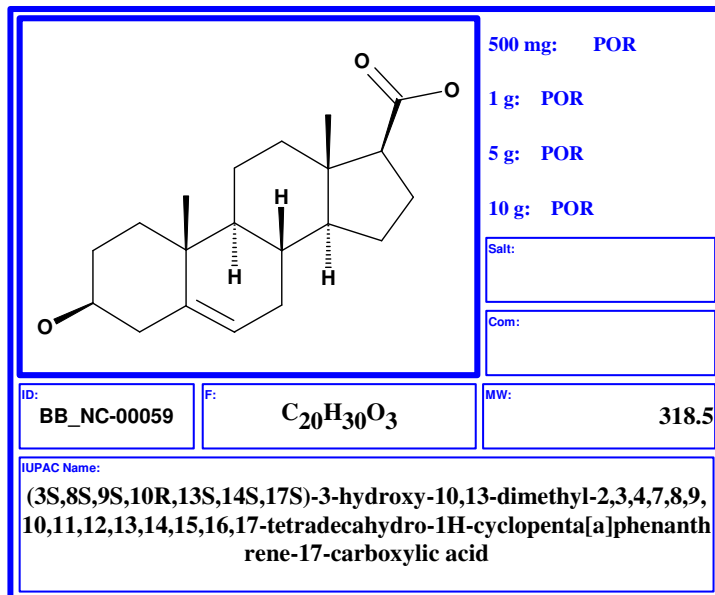 500 mg: POR
1 g: POR
5 g: POR
10 g: POR
O
O
H
H
H
O
Salt:
Com:
ID:
BB_NC-00059
F:
C20H30O3
MW:
318.5
IUPAC Name:
(3S,8S,9S,10R,13S,14S,17S)-3-hydroxy-10,13-dimethyl-2,3,4,7,8,9,
10,11,12,13,14,15,16,17-tetradecahydro-1H-cyclopenta[a]phenanth
rene-17-carboxylic acid